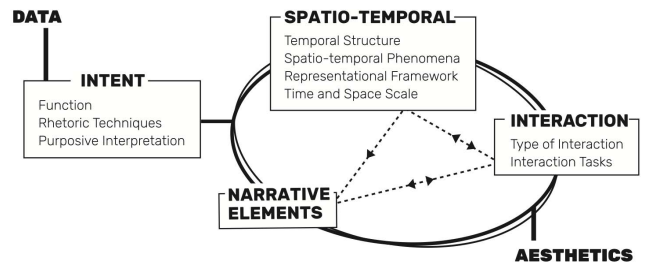 DATA
INTENT
Function
Rhetoric Techniques
Purposive Interpretation
SPATIO-TEMPORAL
Temporal Structure
Spatio-temporal Phenomena
Representational Framework
Time and Space Scale
INTERACTION
Type of Interaction
Interaction Tasks
NARRATIVE
ELEMENTS
AESTHETICS